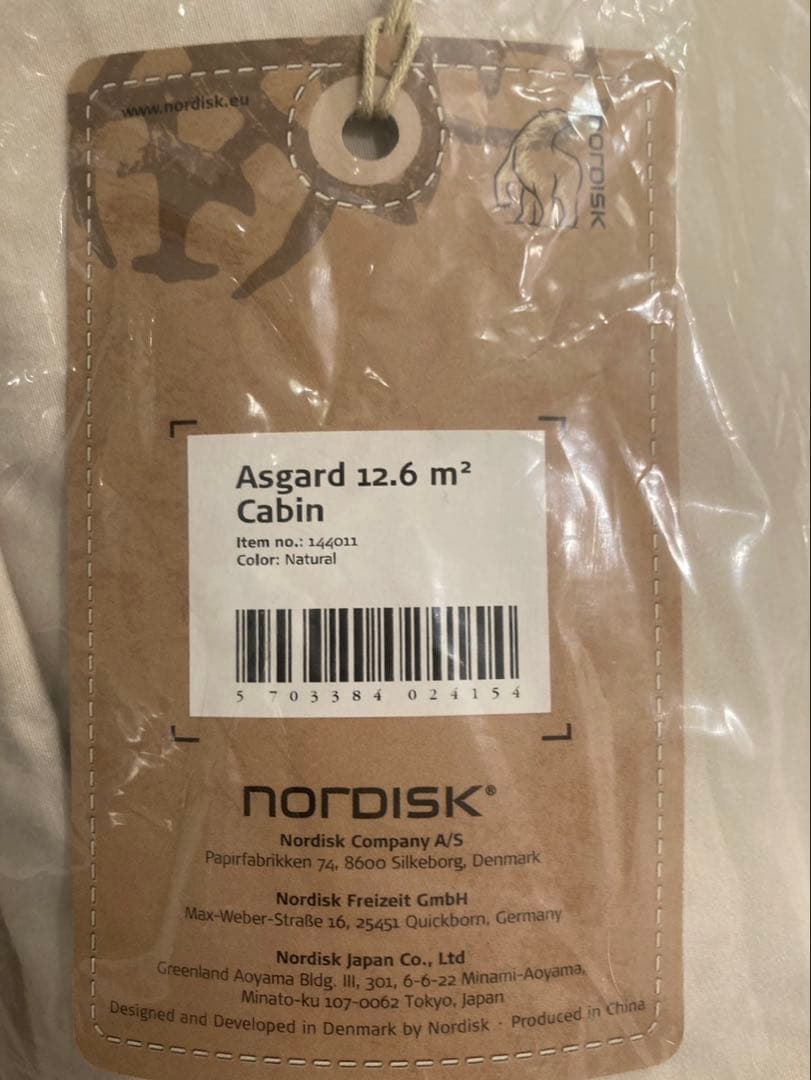 www.nordisk.eu
nordisk
Asgard 12.6 m²
Cabin
Item no.: 144011
Color: Natural
5 703384 024154
nordisk®
Nordisk Company A/S
Papirfabrikken 74, 8600 Silkeborg, Denmark
Nordisk Freizeit GmbH
Max-Weber-Straße 16, 25451 Quickborn, Germany
Nordisk Japan Co., Ltd
Greenland Aoyama Bldg. III, 301, 6-6-22 Minami-Aoyama,
Minato-ku 107-0062 Tokyo, Japan
Designed and Developed in Denmark by Nordisk · Produced in China